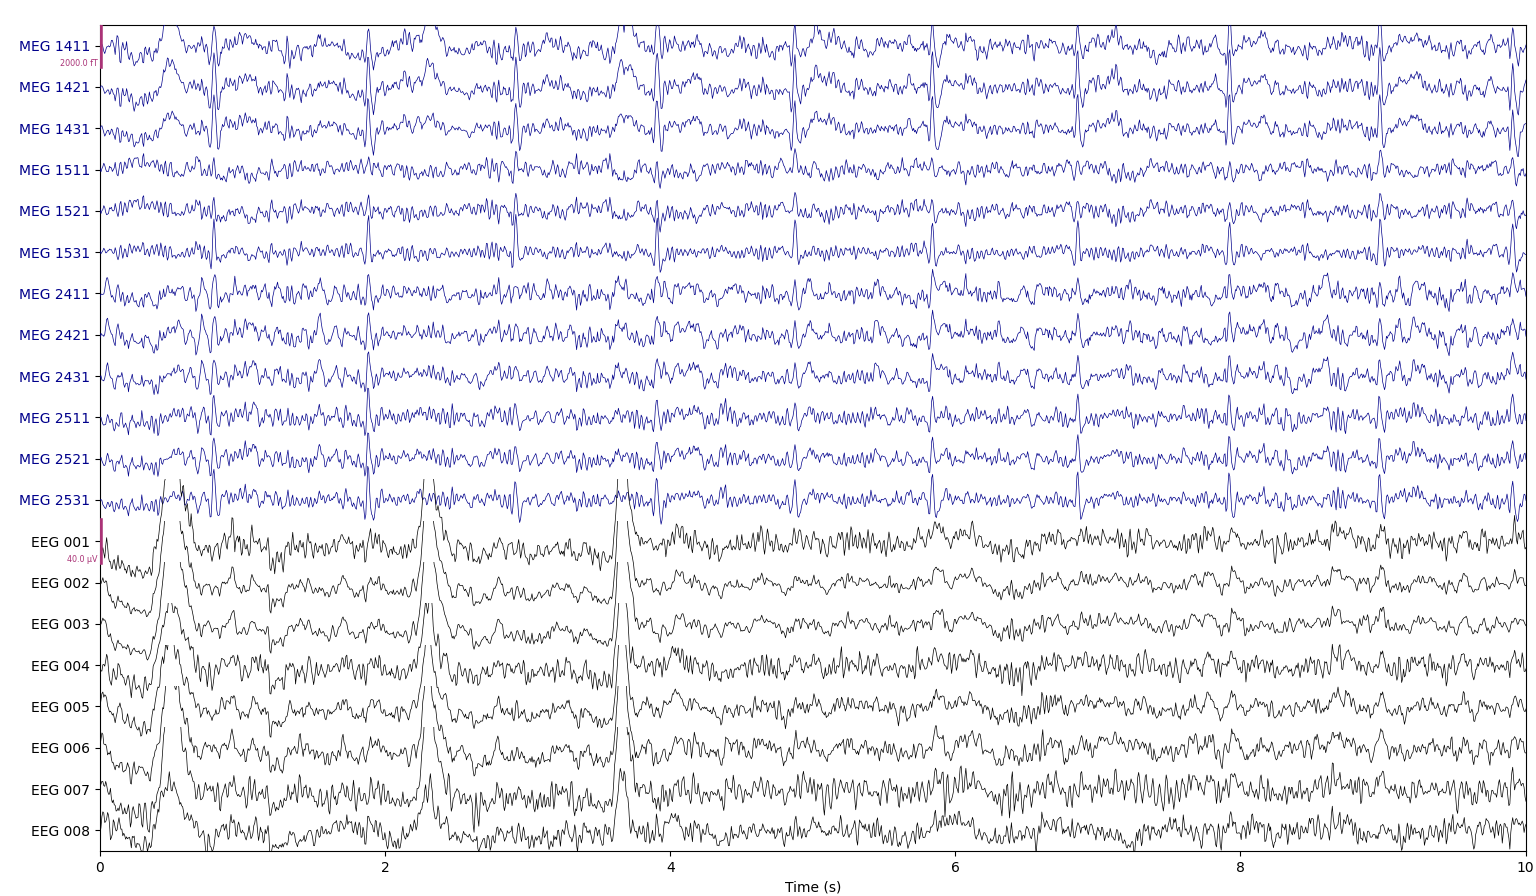 MEG 1411
2000.0 fT
MEG 1421
MEG 1431
MEG 1511
MEG 1521
MEG 1531
MEG 2411
MEG 2421
MEG 2431
MEG 2511
MEG 2521
MEG 2531
EEG 001
40.0 µV
EEG 002
EEG 003
EEG 004
EEG 005
EEG 006
EEG 007
EEG 008
0 2 4 6 8 10
Time (s)